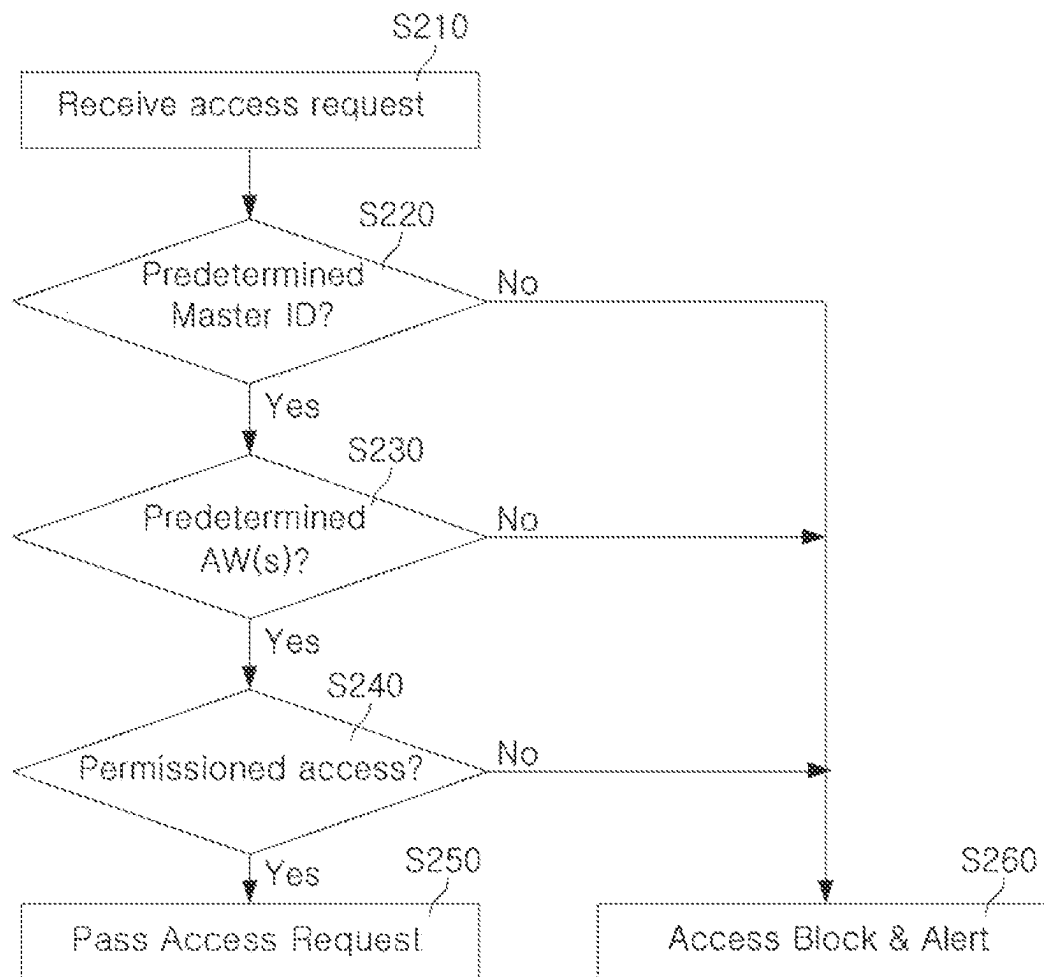 S210
Receive access request
S220
Predetermined
Master ID?
No
Yes
S230
Predetermined
AW(s)?
No
Yes
S240
Permissioned access?
No
Yes
S250
Pass Access Request
S260
Access Block & Alert